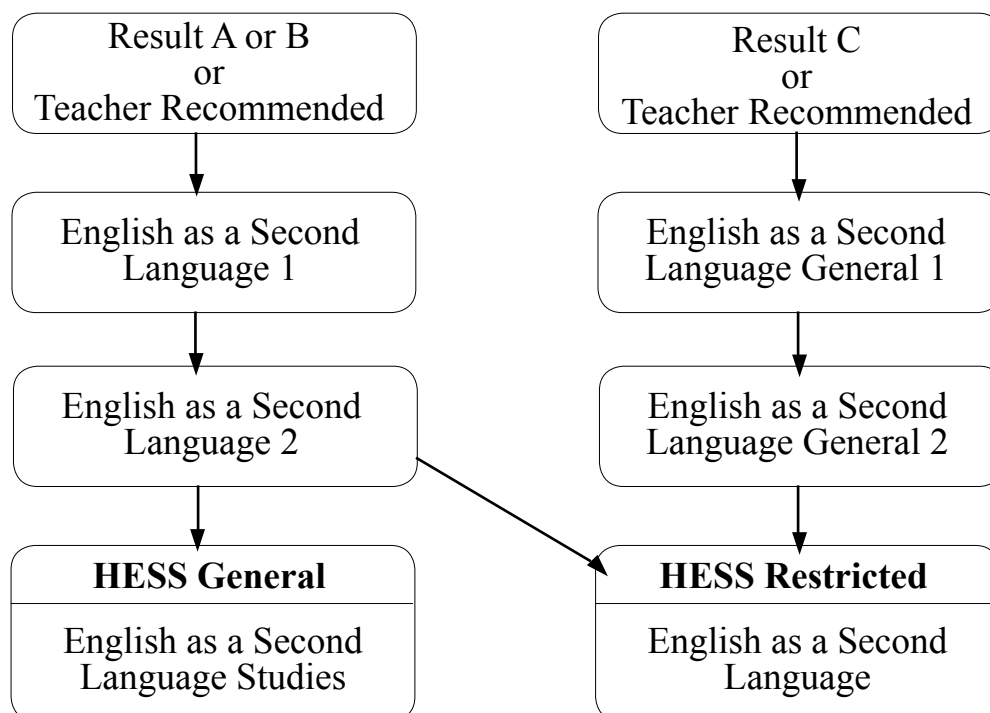 Result A or B
or
Teacher Recommended
Result C
or
Teacher Recommended
English as a Second
Language 1
English as a Second
Language General 1
English as a Second
Language 2
English as a Second
Language General 2
HESS General
English as a Second
Language Studies
HESS Restricted
English as a Second
Language